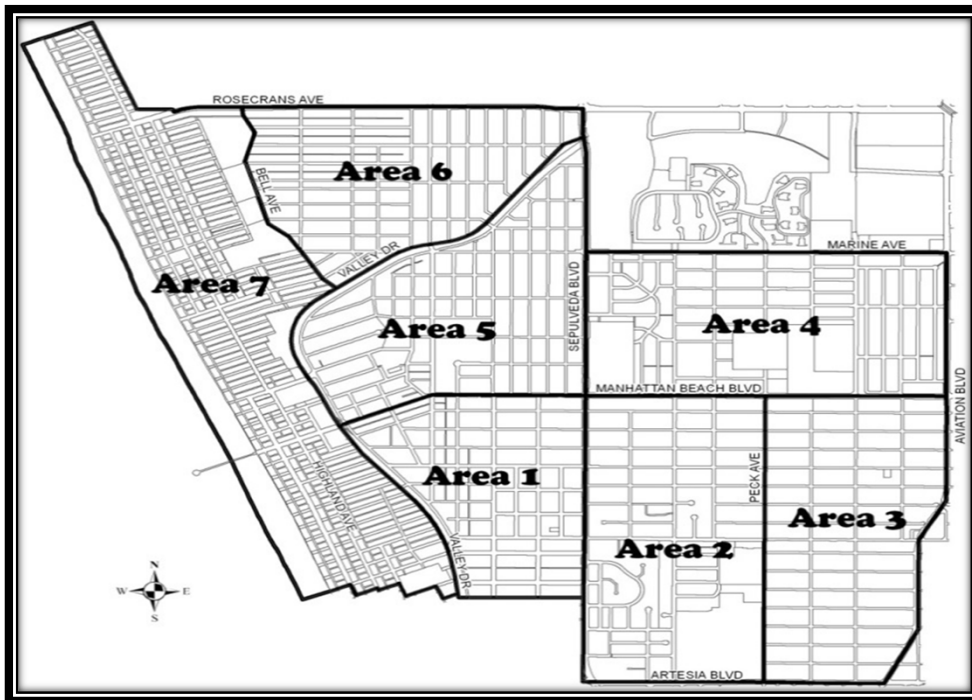 ROSECRANS AVE
Area 6
BELL AVE
MARINE AVE
VALLEY DR
Area 7
SEPULVEDA BLVD
Area 5
Area 4
MANHATTAN BEACH BLVD
AVIATION BLVD
Area 1
PECK AVE
HIGHLAND AVE
Area 3
VALLEY DR
Area 2
N
W E
S
ARTESIA BLVD